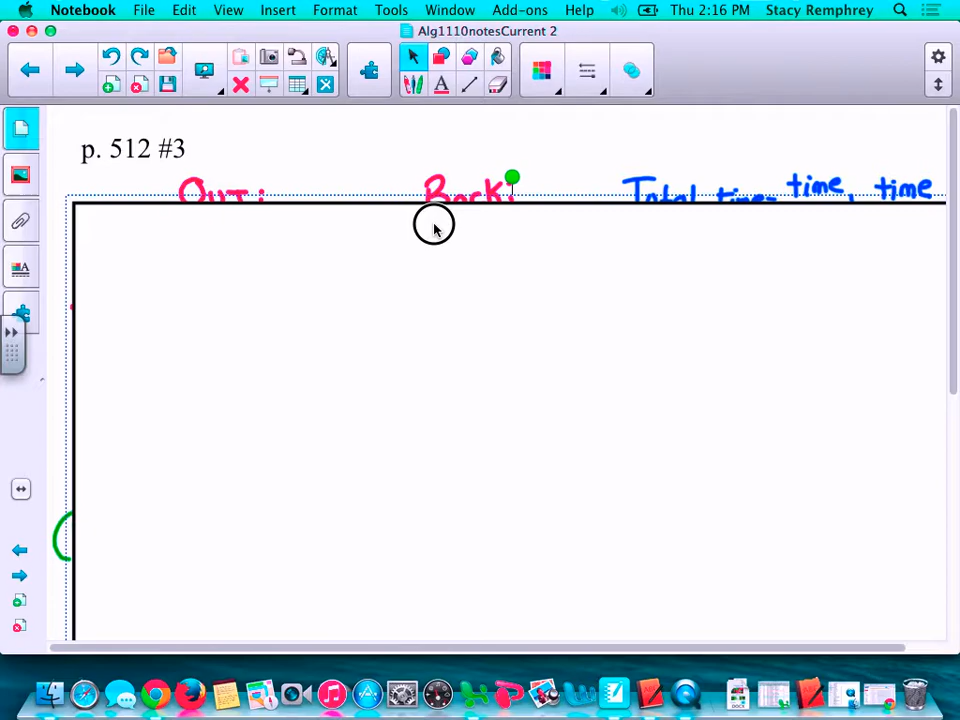 Notebook File Edit View Insert Format Tools Window Add-ons Help Thu 2:16 PM Stacy Remphrey
Alg1110notesCurrent 2
p. 512 #3
Out: Back: Total time= time time